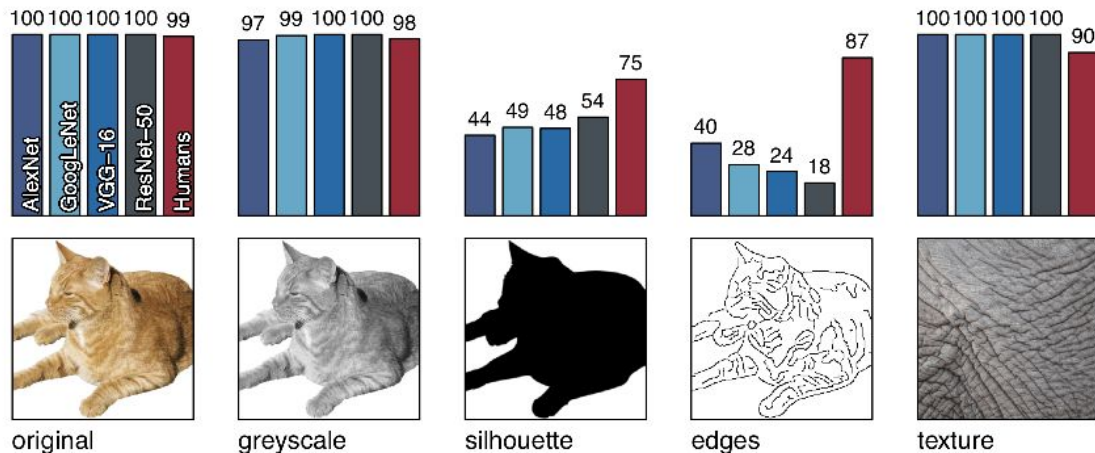 100 100 100 100 99
AlexNet
GoogLeNet
VGG−16
ResNet−50
Humans
original
97 99 100 100 98
greyscale
44 49 48 54 75
silhouette
40 28 24 18 87
edges
100 100 100 100 90
texture